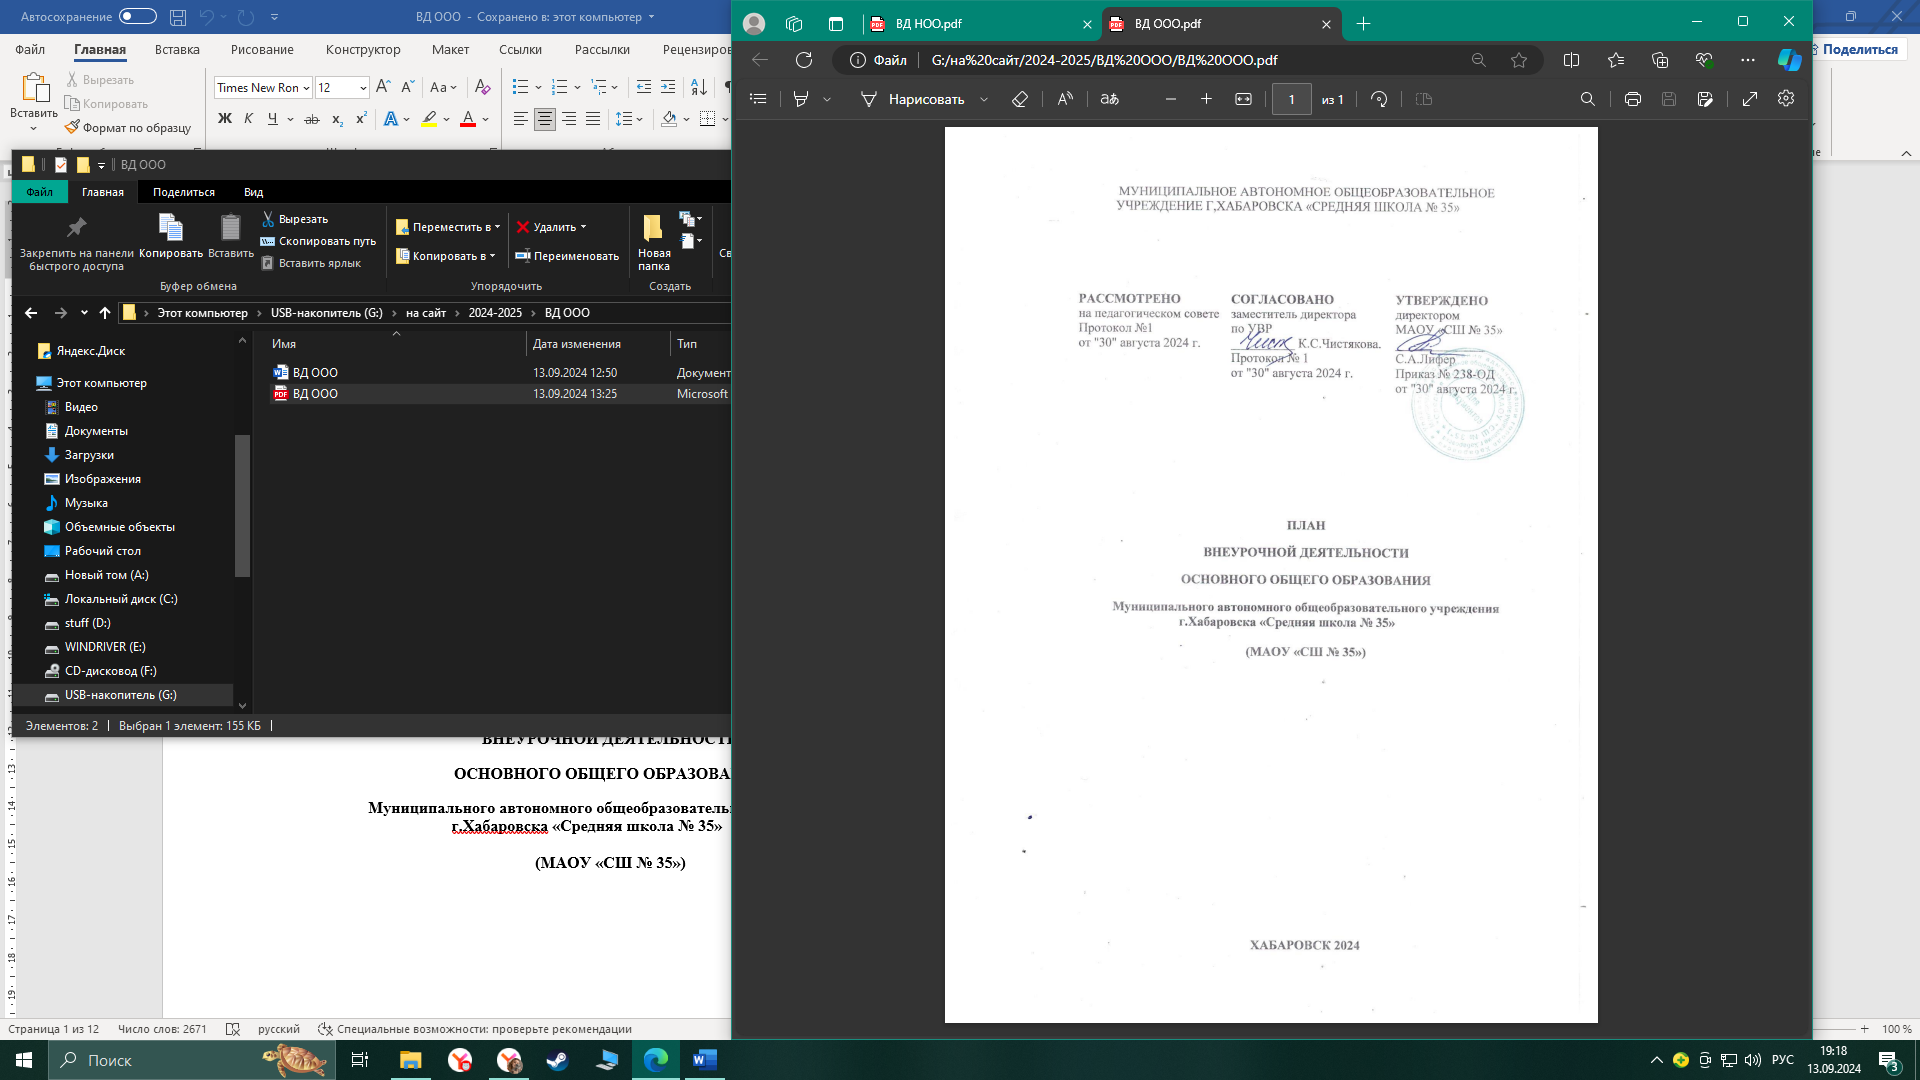 Автосохранение
ВД ООО - Сохранено в: этот компьютер
Файл Главная Вставка Рисование Конструктор Макет Ссылки Рассылки Рецензиров
Поделиться
Вставить
Вырезать
Копировать
Формат по образцу
Times New Ron 12
Ж К Ч
ВД ООО
Файл Главная Поделиться Вид
Закрепить на панели быстрого доступа
Копировать
Вставить
Вырезать
Скопировать путь
Вставить ярлык
Переместить в
Копировать в
Удалить
Переименовать
Новая папка
Буфер обмена Упорядочить Создать
Этот компьютер USB-накопитель (G:) на сайт 2024-2025 ВД ООО
Имя Дата изменения Тип
ВД ООО 13.09.2024 12:50 Документ
ВД ООО 13.09.2024 13:25 Microsoft
Яндекс.Диск
Этот компьютер
Видео
Документы
Загрузки
Изображения
Музыка
Объемные объекты
Рабочий стол
Новый том (A:)
Локальный диск (C:)
stuff (D:)
WINDRIVER (E:)
CD-дисковод (F:)
USB-накопитель (G:)
Элементов: 2 Выбран 1 элемент: 155 КБ
ВНЕУРОЧНОЙ ДЕЯТЕЛЬНОСТИ
ОСНОВНОГО ОБЩЕГО ОБРАЗОВА
Муниципального автономного общеобразователь
г.Хабаровска «Средняя школа № 35»
(МАОУ «СШ № 35»)
Страница 1 из 12 Число слов: 2671 русский Специальные возможности: проверьте рекомендации
100 %
ВД НОО.pdf
ВД ООО.pdf
Файл G:/на%20сайт/2024-2025/ВД%20ООО/ВД%20ООО.pdf
Нарисовать
1 из 1
МУНИЦИПАЛЬНОЕ АВТОНОМНОЕ ОБЩЕОБРАЗОВАТЕЛЬНОЕ
УЧРЕЖДЕНИЕ Г,ХАБАРОВСКА «СРЕДНЯЯ ШКОЛА № 35»
РАССМОТРЕНО
на педагогическом совете
Протокол №1
от "30" августа 2024 г.
СОГЛАСОВАНО
заместитель директора
по УВР
К.С.Чистякова.
Протокол № 1
от "30" августа 2024 г.
УТВЕРЖДЕНО
директором
МАОУ «СШ № 35»
С.А.Лифер
Приказ № 238-ОД
от "30" августа 2024 г.
ПЛАН
ВНЕУРОЧНОЙ ДЕЯТЕЛЬНОСТИ
ОСНОВНОГО ОБЩЕГО ОБРАЗОВАНИЯ
Муниципального автономного общеобразовательного учреждения
г.Хабаровска «Средняя школа № 35»
(МАОУ «СШ № 35»)
ХАБАРОВСК 2024
Поиск
РУС
19:18
13.09.2024
3